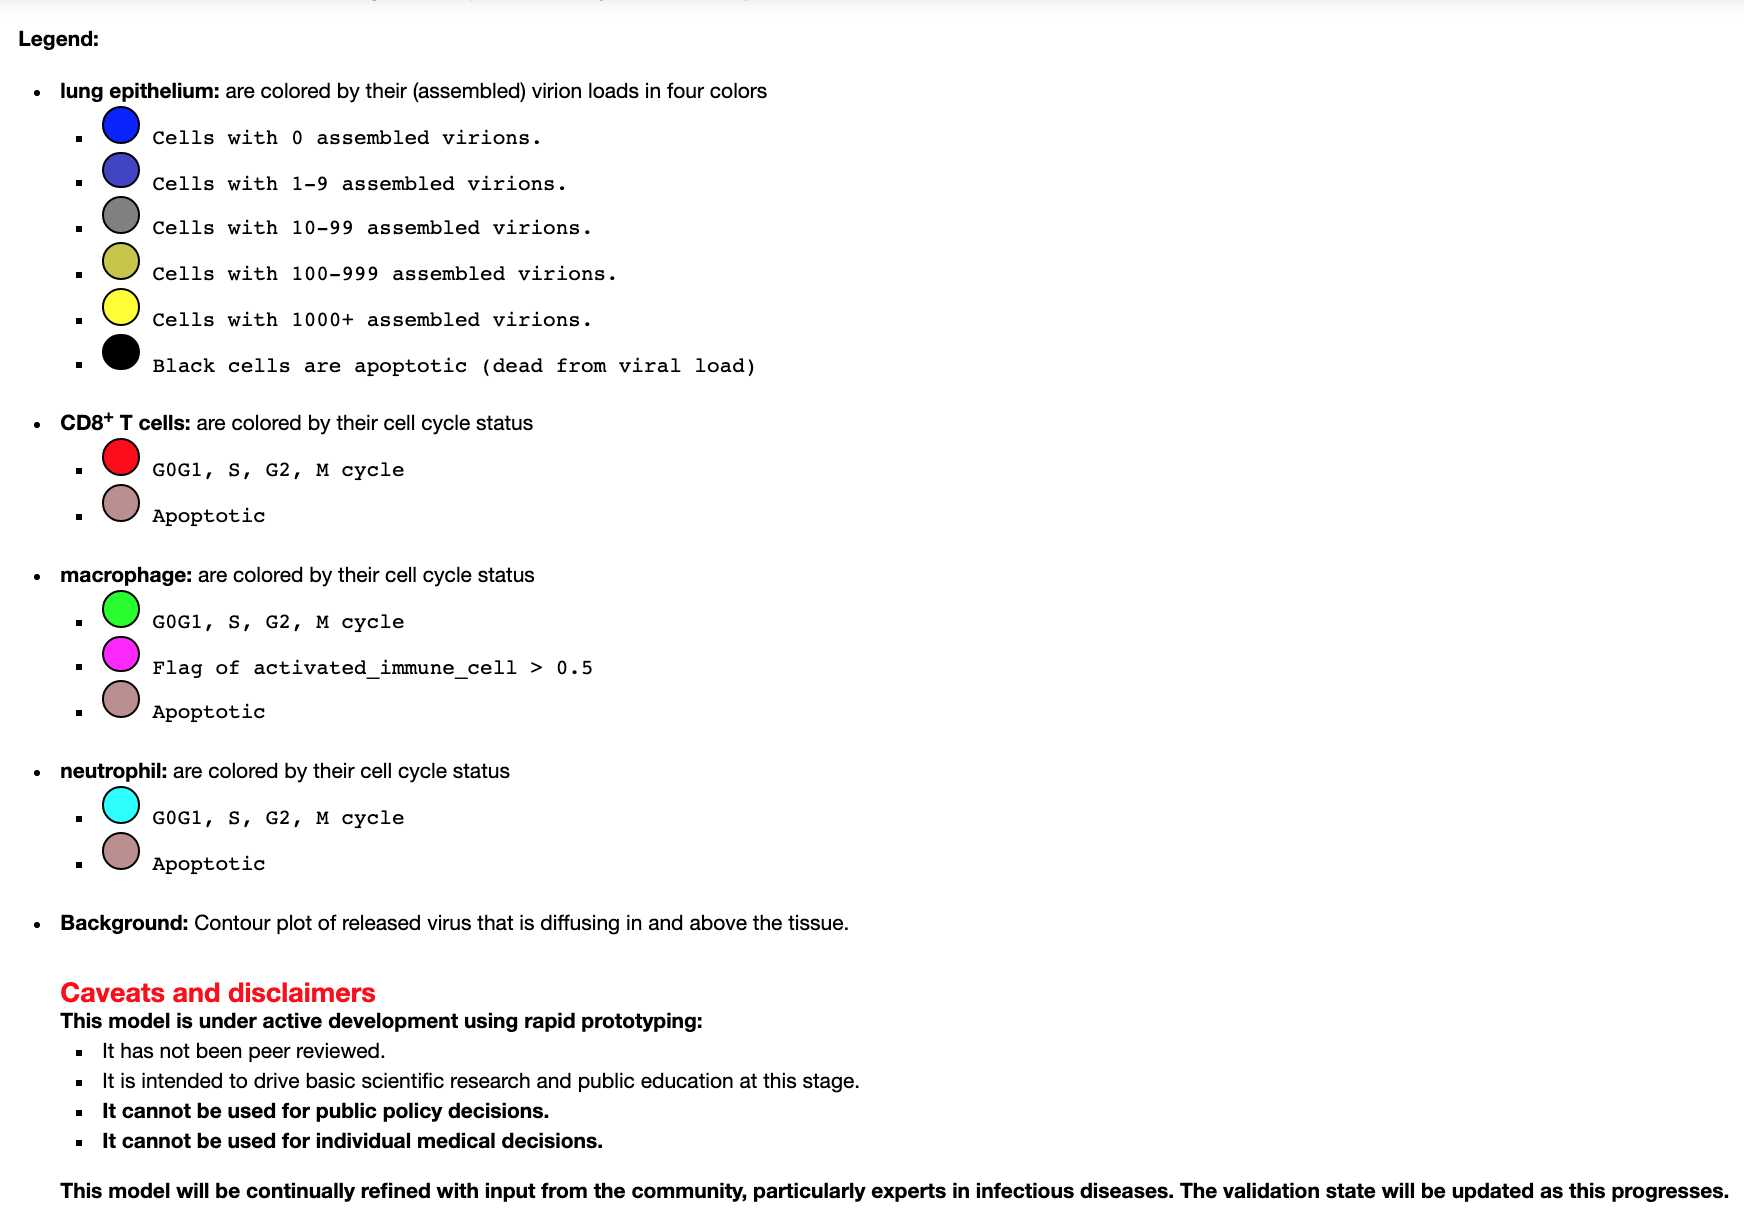 Legend:
lung epithelium: are colored by their (assembled) virion loads in four colors
Cells with 0 assembled virions.
Cells with 1-9 assembled virions.
Cells with 10-99 assembled virions.
Cells with 100-999 assembled virions.
Cells with 1000+ assembled virions.
Black cells are apoptotic (dead from viral load)
CD8⁺ T cells: are colored by their cell cycle status
G0G1, S, G2, M cycle
Apoptotic
macrophage: are colored by their cell cycle status
G0G1, S, G2, M cycle
Flag of activated_immune_cell > 0.5
Apoptotic
neutrophil: are colored by their cell cycle status
G0G1, S, G2, M cycle
Apoptotic
Background: Contour plot of released virus that is diffusing in and above the tissue.
Caveats and disclaimers
This model is under active development using rapid prototyping:
It has not been peer reviewed.
It is intended to drive basic scientific research and public education at this stage.
It cannot be used for public policy decisions.
It cannot be used for individual medical decisions.
This model will be continually refined with input from the community, particularly experts in infectious diseases. The validation state will be updated as this progresses.